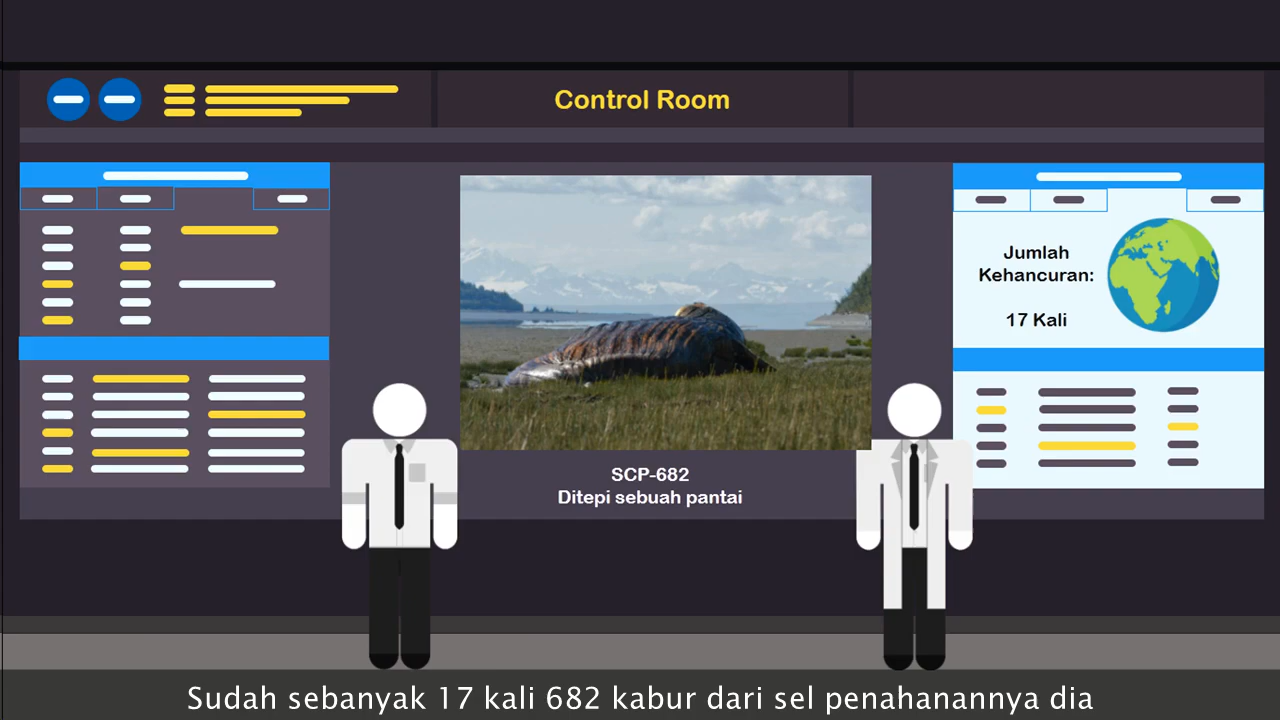 Control Room
Jumlah
Kehancuran:
17 Kali
SCP-682
Ditepi sebuah pantai
Sudah sebanyak 17 kali 682 kabur dari sel penahanannya dia